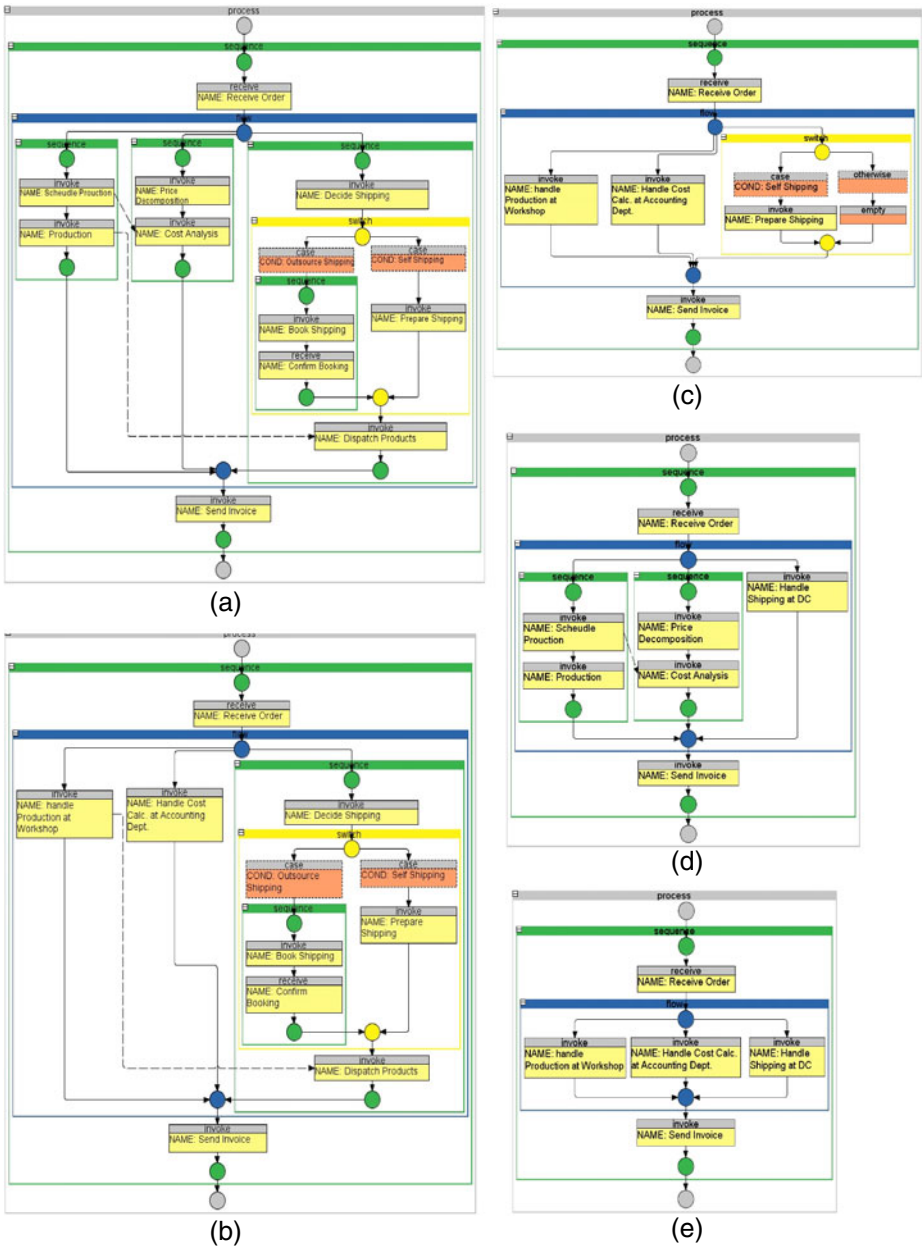 process
sequence
receive
NAME: Receive Order
flow
sequence
sequence
sequence
invoke
NAME: Scheudle Prouction
invoke
NAME: Price
Decomposition
invoke
NAME: Decide Shipping
invoke
NAME: Production
invoke
NAME: Cost Analysis
switch
case
COND: Outsource Shipping
case
COND: Self Shipping
sequence
invoke
NAME: Book Shipping
invoke
NAME: Prepare Shipping
receive
NAME: Confirm Booking
invoke
NAME: Dispatch Products
invoke
NAME: Send Invoice
(a)
process
sequence
receive
NAME: Receive Order
flow
sequence
invoke
NAME: handle
Production at
Workshop
invoke
NAME: Handle Cost
Calc. at Accounting
Dept.
invoke
NAME: Decide Shipping
switch
case
COND: Outsource
Shipping
case
COND: Self Shipping
sequence
invoke
NAME: Book Shipping
invoke
NAME: Prepare
Shipping
receive
NAME: Confirm
Booking
invoke
NAME: Dispatch Products
invoke
NAME: Send Invoice
(b)
process
sequence
receive
NAME: Receive Order
flow
switch
invoke
NAME: handle
Production at
Workshop
invoke
NAME: Handle Cost
Calc. at Accounting
Dept.
case
COND: Self Shipping
otherwise
invoke
NAME: Prepare Shipping
empty
invoke
NAME: Send Invoice
(c)
process
sequence
receive
NAME: Receive Order
flow
sequence
sequence
invoke
NAME: Handle
Shipping at DC
invoke
NAME: Scheudle
Prouction
invoke
NAME: Price
Decomposition
invoke
NAME: Production
invoke
NAME: Cost Analysis
invoke
NAME: Send Invoice
(d)
process
sequence
receive
NAME: Receive Order
flow
invoke
NAME: handle
Production at Workshop
invoke
NAME: Handle Cost Calc.
at Accounting Dept.
invoke
NAME: Handle
Shipping at DC
invoke
NAME: Send Invoice
(e)